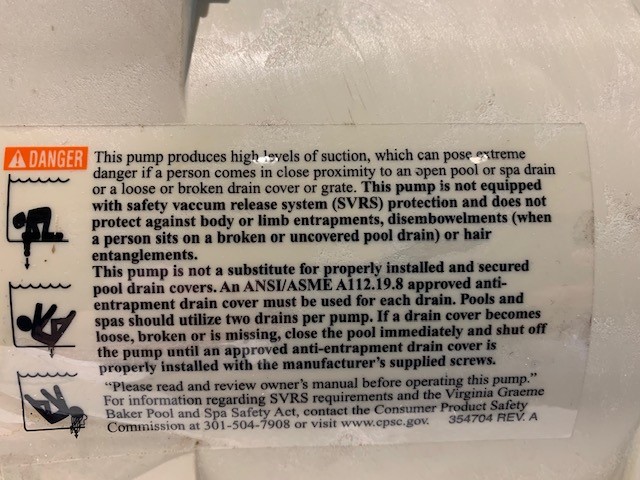 DANGER This pump produces high levels of suction, which can pose extreme
danger if a person comes in close proximity to an open pool or spa drain
or a loose or broken drain cover or grate. This pump is not equipped
with safety vaccum release system (SVRS) protection and does not
protect against body or limb entrapments, disembowelments (when
a person sits on a broken or uncovered pool drain) or hair
entanglements.
This pump is not a substitute for properly installed and secured
pool drain covers. An ANSI/ASME A112.19.8 approved anti-
entrapment drain cover must be used for each drain. Pools and
spas should utilize two drains per pump. If a drain cover becomes
loose, broken or is missing, close the pool immediately and shut off
the pump until an approved anti-entrapment drain cover is
properly installed with the manufacturer's supplied screws.
"Please read and review owner's manual before operating this pump."
For information regarding SVRS requirements and the Virginia Graeme
Baker Pool and Spa Safety Act, contact the Consumer Product Safety
Commission at 301-504-7908 or visit www.cpsc.gov. 354704 REV. A